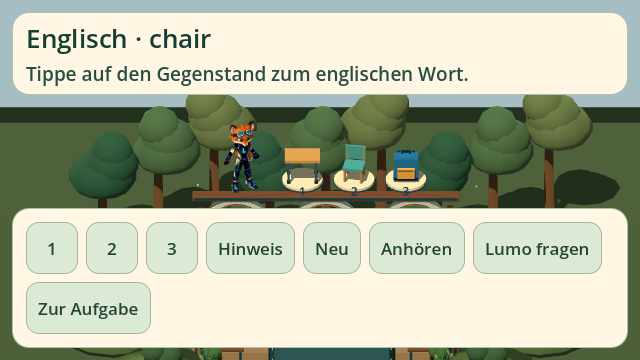 Englisch · chair
Tippe auf den Gegenstand zum englischen Wort.
1 2 3
1 2 3 Hinweis Neu Anhören Lumo fragen
Zur Aufgabe